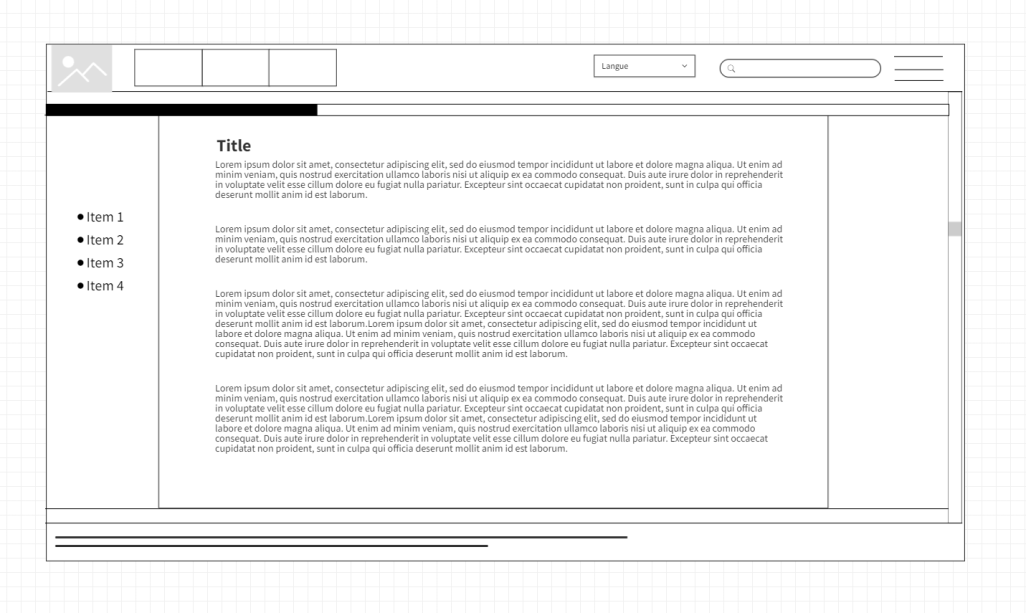 Langue
Title
Lorem ipsum dolor sit amet, consectetur adipiscing elit, sed do eiusmod tempor incididunt ut labore et dolore magna aliqua. Ut enim ad
minim veniam, quis nostrud exercitation ullamco laboris nisi ut aliquip ex ea commodo consequat. Duis aute irure dolor in reprehenderit
in voluptate velit esse cillum dolore eu fugiat nulla pariatur. Excepteur sint occaecat cupidatat non proident, sunt in culpa qui officia
deserunt mollit anim id est laborum.
Item 1
Item 2
Item 3
Item 4
Lorem ipsum dolor sit amet, consectetur adipiscing elit, sed do eiusmod tempor incididunt ut labore et dolore magna aliqua. Ut enim ad
minim veniam, quis nostrud exercitation ullamco laboris nisi ut aliquip ex ea commodo consequat. Duis aute irure dolor in reprehenderit
in voluptate velit esse cillum dolore eu fugiat nulla pariatur. Excepteur sint occaecat cupidatat non proident, sunt in culpa qui officia
deserunt mollit anim id est laborum.
Lorem ipsum dolor sit amet, consectetur adipiscing elit, sed do eiusmod tempor incididunt ut labore et dolore magna aliqua. Ut enim ad
minim veniam, quis nostrud exercitation ullamco laboris nisi ut aliquip ex ea commodo consequat. Duis aute irure dolor in reprehenderit
in voluptate velit esse cillum dolore eu fugiat nulla pariatur. Excepteur sint occaecat cupidatat non proident, sunt in culpa qui officia
deserunt mollit anim id est laborum.Lorem ipsum dolor sit amet, consectetur adipiscing elit, sed do eiusmod tempor incididunt ut
labore et dolore magna aliqua. Ut enim ad minim veniam, quis nostrud exercitation ullamco laboris nisi ut aliquip ex ea commodo
consequat. Duis aute irure dolor in reprehenderit in voluptate velit esse cillum dolore eu fugiat nulla pariatur. Excepteur sint occaecat
cupidatat non proident, sunt in culpa qui officia deserunt mollit anim id est laborum.
Lorem ipsum dolor sit amet, consectetur adipiscing elit, sed do eiusmod tempor incididunt ut labore et dolore magna aliqua. Ut enim ad
minim veniam, quis nostrud exercitation ullamco laboris nisi ut aliquip ex ea commodo consequat. Duis aute irure dolor in reprehenderit
in voluptate velit esse cillum dolore eu fugiat nulla pariatur. Excepteur sint occaecat cupidatat non proident, sunt in culpa qui officia
deserunt mollit anim id est laborum.Lorem ipsum dolor sit amet, consectetur adipiscing elit, sed do eiusmod tempor incididunt ut
labore et dolore magna aliqua. Ut enim ad minim veniam, quis nostrud exercitation ullamco laboris nisi ut aliquip ex ea commodo
consequat. Duis aute irure dolor in reprehenderit in voluptate velit esse cillum dolore eu fugiat nulla pariatur. Excepteur sint occaecat
cupidatat non proident, sunt in culpa qui officia deserunt mollit anim id est laborum.